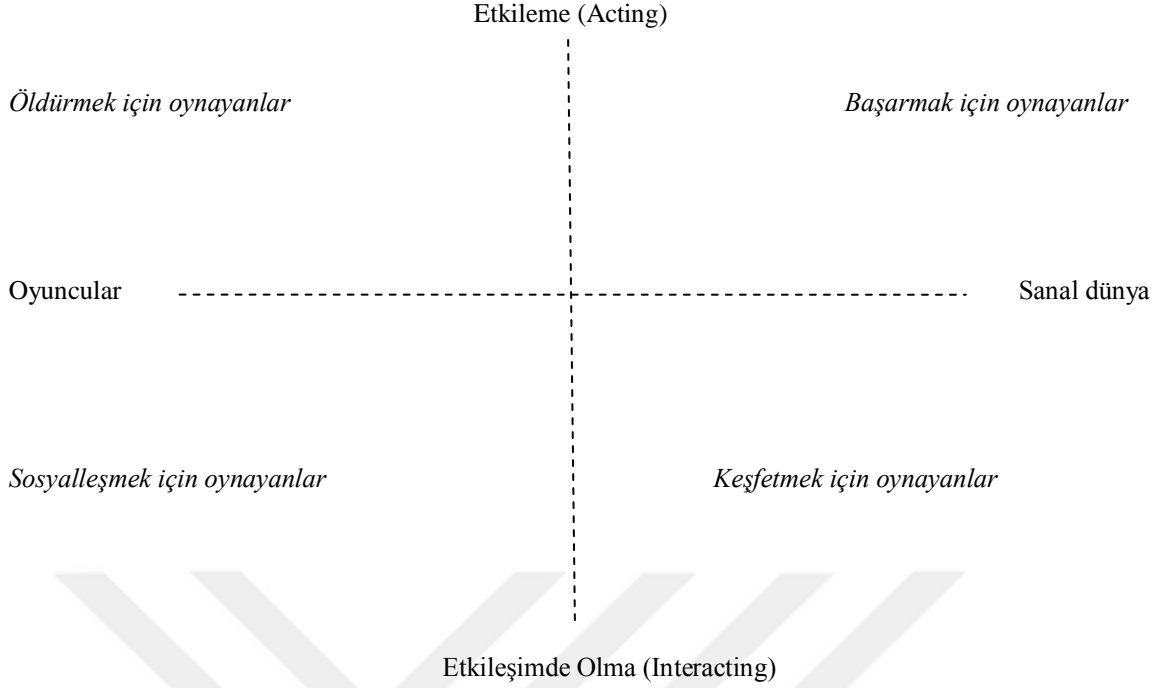 Etkileme (Acting)
Öldürmek için oynayanlar
Başarmak için oynayanlar
Oyuncular
Sanal dünya
Sosyalleşmek için oynayanlar
Keşfetmek için oynayanlar
Etkileşimde Olma (Interacting)